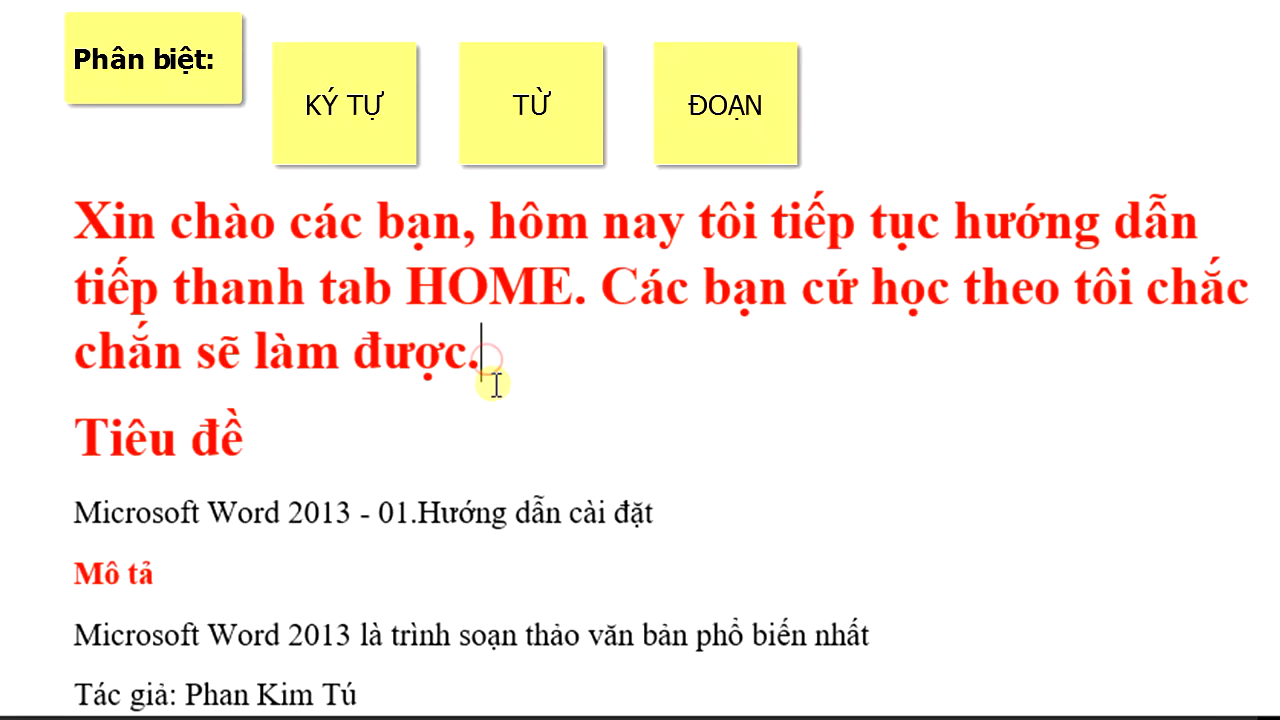 Phân biệt:
KÝ TỰ
TỪ
ĐOẠN
Xin chào các bạn, hôm nay tôi tiếp tục hướng dẫn
tiếp thanh tab HOME. Các bạn cứ học theo tôi chắc
chắn sẽ làm được.
Tiêu đề
Microsoft Word 2013 - 01.Hướng dẫn cài đặt
Mô tả
Microsoft Word 2013 là trình soạn thảo văn bản phổ biến nhất
Tác giả: Phan Kim Tú